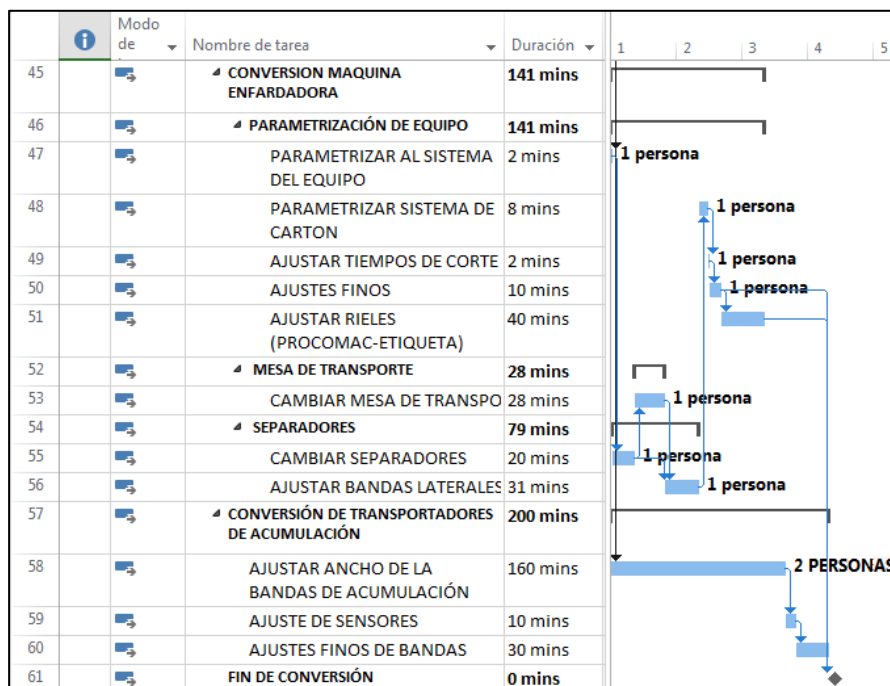 Modo
de
Nombre de tarea
Duración
1 2 3 4 5
45 CONVERSION MAQUINA 141 mins
ENFARDADORA
46 PARAMETRIZACIÓN DE EQUIPO 141 mins
47 PARAMETRIZAR AL SISTEMA 2 mins 1 persona
DEL EQUIPO
48 PARAMETRIZAR SISTEMA DE 8 mins 1 persona
CARTON
49 AJUSTAR TIEMPOS DE CORTE 2 mins 1 persona
50 AJUSTES FINOS 10 mins 1 persona
51 AJUSTAR RIELES 40 mins
(PROCOMAC-ETIQUETA)
52 MESA DE TRANSPORTE 28 mins
53 CAMBIAR MESA DE TRANSPO 28 mins 1 persona
54 SEPARADORES 79 mins
55 CAMBIAR SEPARADORES 20 mins 1 persona
56 AJUSTAR BANDAS LATERALES 31 mins 1 persona
57 CONVERSIÓN DE TRANSPORTADORES 200 mins
DE ACUMULACIÓN
58 AJUSTAR ANCHO DE LA 160 mins 2 PERSONAS
BANDAS DE ACUMULACIÓN
59 AJUSTE DE SENSORES 10 mins
60 AJUSTES FINOS DE BANDAS 30 mins
61 FIN DE CONVERSIÓN 0 mins